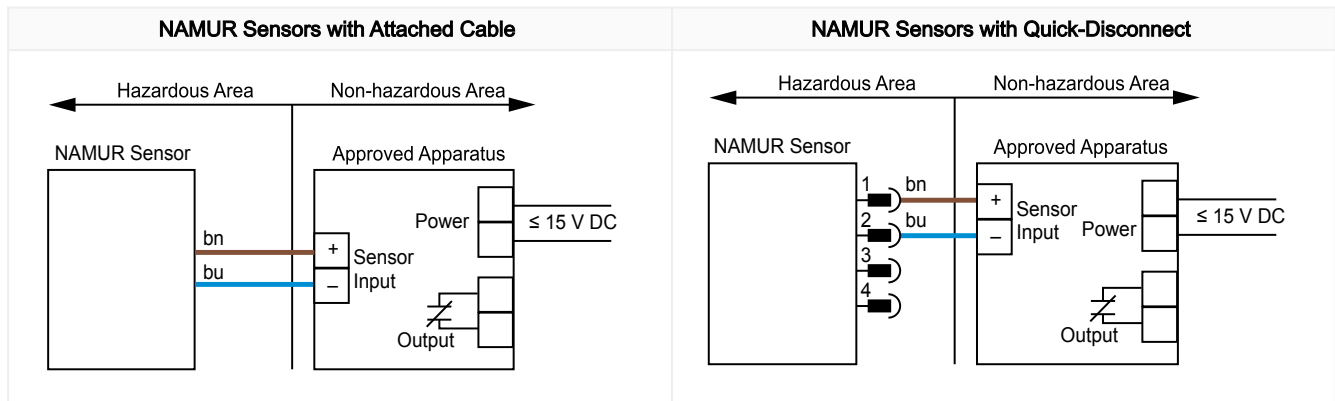 NAMUR Sensors with Attached Cable
Hazardous Area
Non-hazardous Area
NAMUR Sensor
Approved Apparatus
bn
bu
+
–
Sensor
Input
Power
≤ 15 V DC
Output
NAMUR Sensors with Quick-Disconnect
Hazardous Area
Non-hazardous Area
NAMUR Sensor
Approved Apparatus
1
bn
2
bu
3
4
+
–
Sensor
Input
Power
≤ 15 V DC
Output